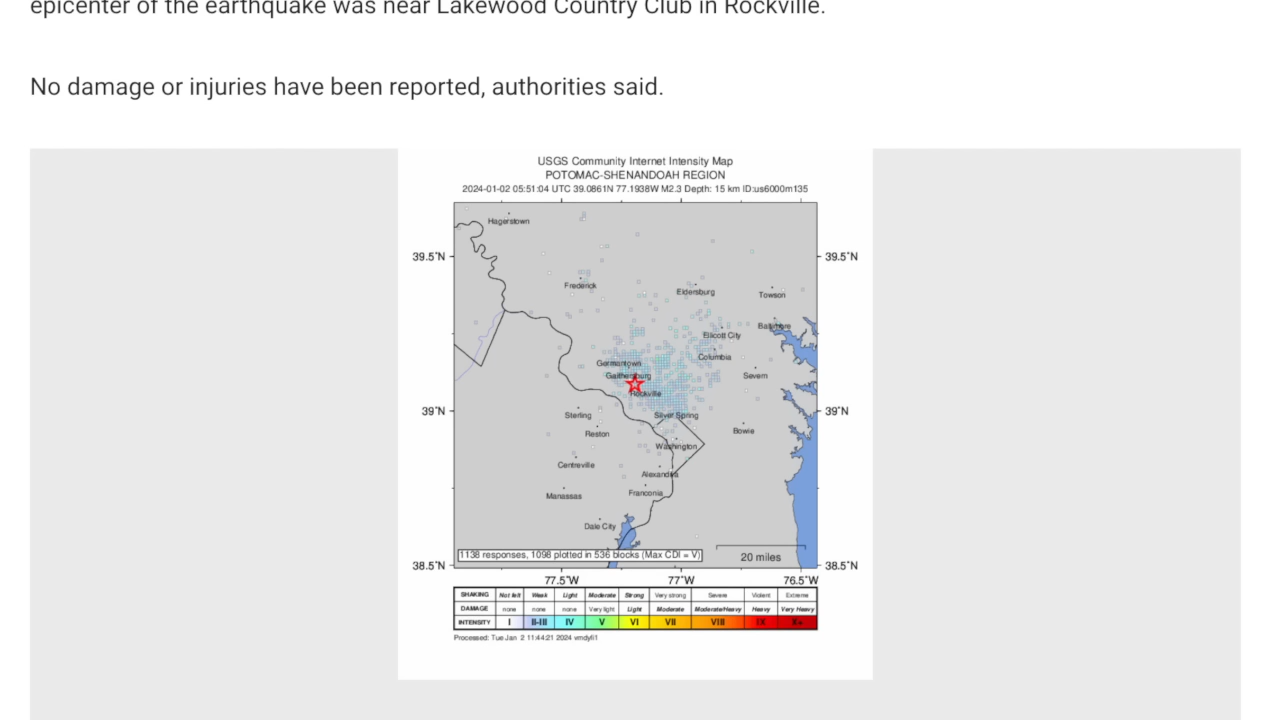 epicenter of the earthquake was near Lakewood Country Club in Rockville.
No damage or injuries have been reported, authorities said.
USGS Community Internet Intensity Map
POTOMAC-SHENANDOAH REGION
2024-01-02 05:51:04 UTC 39.0861N 77.1938W M2.3 Depth: 15 km ID:us6000m135
Hagerstown
39.5°N 39.5°N
Frederick
Eldersburg
Towson
Baltimore
Ellicott City
Columbia
Germantown
Gaithersburg
Severn
Rockville
39°N 39°N
Sterling
Silver Spring
Reston
Bowie
Washington
Centreville
Alexandria
Manassas
Franconia
Dale City
1138 responses, 1098 plotted in 536 blocks (Max CDI = V)
20 miles
38.5°N 38.5°N
77.5°W 77°W 76.5°W
SHAKING Not felt Weak Light Moderate Strong Very strong Severe Violent Extreme
DAMAGE none none none Very light Light Moderate Moderate/Heavy Heavy Very Heavy
INTENSITY I II-III IV V VI VII VIII IX X+
Processed: Tue Jan 2 11:44:21 2024 vmdyfi1